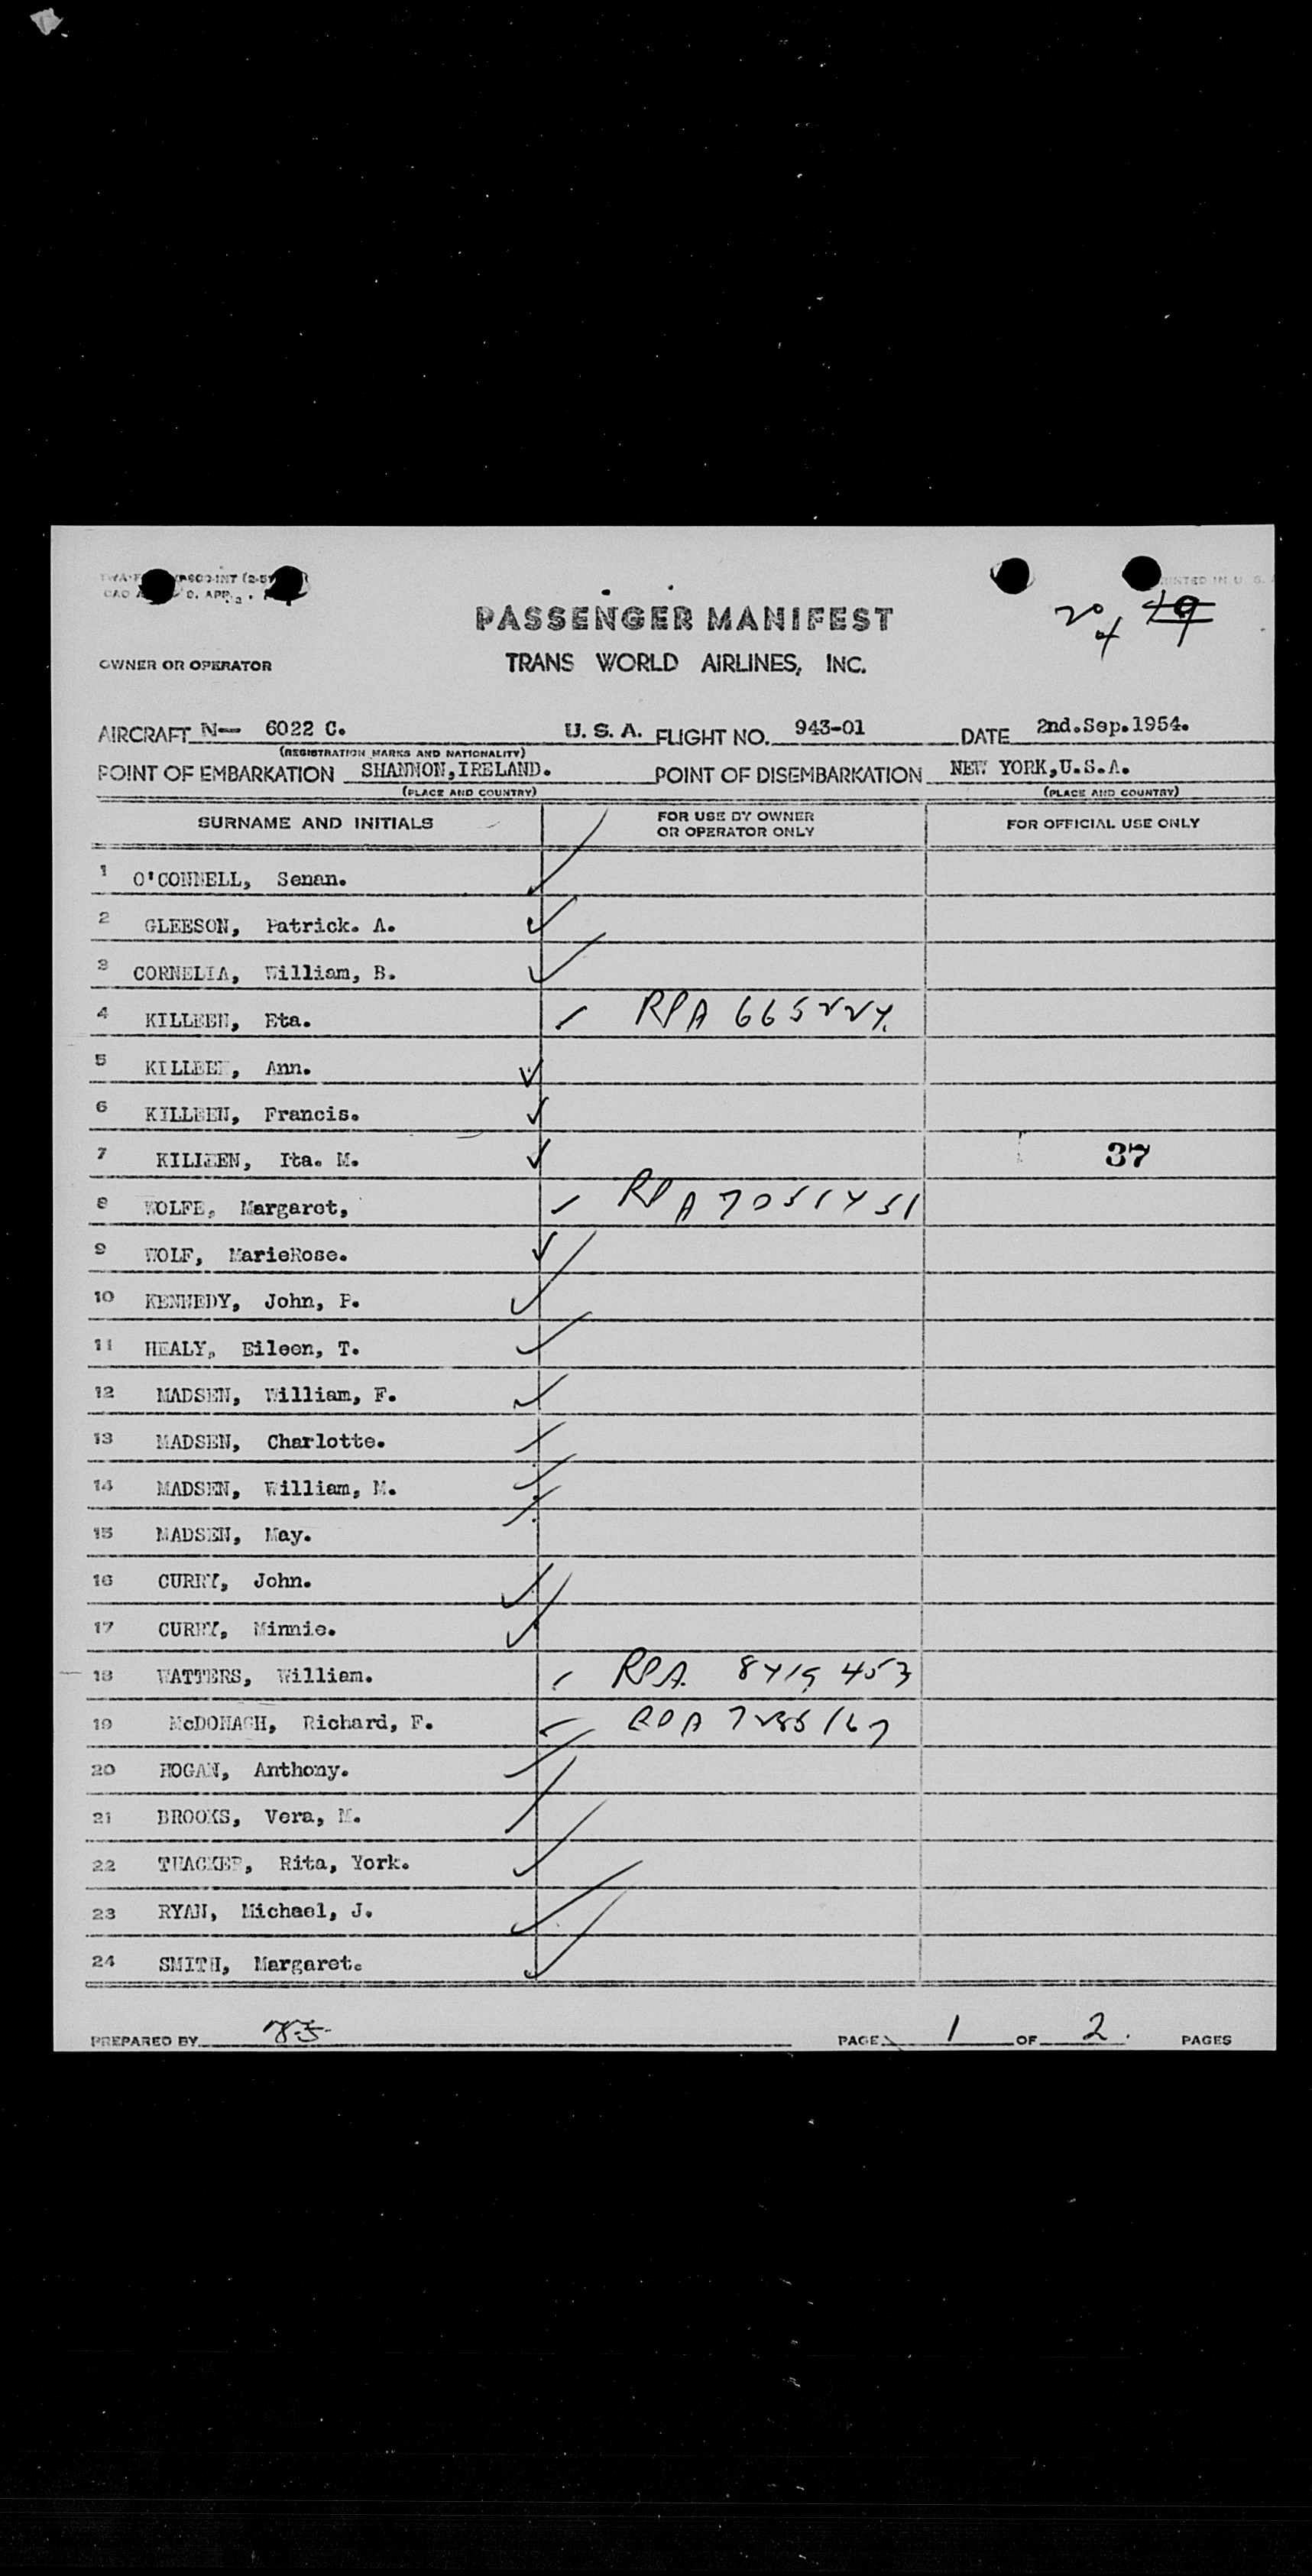 PASSENGER MANIFEST
20 19
4
OWNER OR OPERATOR TRANS WORLD AIRLINES, INC.
AIRCRAFT N— 6022 C. U. S. A. FLIGHT NO. 943-01 DATE 2nd.Sep.1954.
(REGISTRATION MARKS AND NATIONALITY)
POINT OF EMBARKATION SHANNON,IRELAND. POINT OF DISEMBARKATION NEW YORK,U.S.A.
(PLACE AND COUNTRY) (PLACE AND COUNTRY)
SURNAME AND INITIALS FOR USE BY OWNER OR OPERATOR ONLY FOR OFFICIAL USE ONLY
1 O'CONNELL, Senan.
2 GLEESON, Patrick. A.
3 CORNELIA, William, B.
4 KILLEEN, Eta. RPA
5 KILLEEN, Ann.
6 KILLEEN, Francis.
7 KILLEEN, Ita. M. 37
8 WOLFE, Margaret, RPA
9 WOLF, MarieRose.
10 KENNEDY, John, P.
11 HEALY, Eileen, T.
12 MADSEN, William, F.
13 MADSEN, Charlotte.
14 MADSEN, William, M.
15 MADSEN, May.
16 CURRY, John.
17 CURRY, Minnie.
18 WATTERS, William. RPA
19 McDONAGH, Richard, F. RPA
20 HOGAN, Anthony.
21 BROOKS, Vera, M.
22 THACKER, Rita, York.
23 RYAN, Michael, J.
24 SMITH, Margaret.
PREPARED BY PAGE 1 OF 2. PAGES